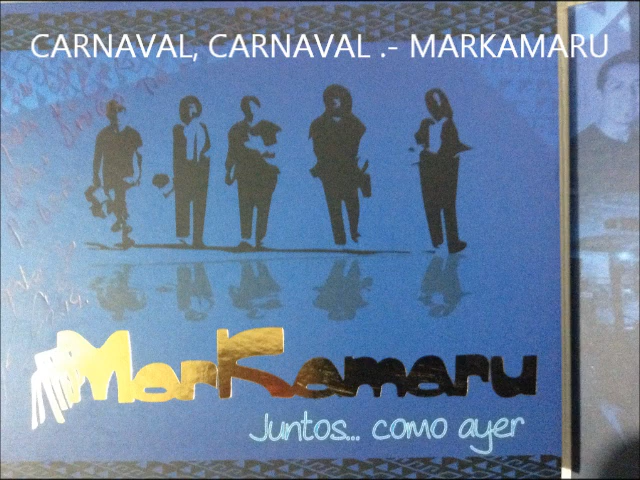 CARNAVAL, CARNAVAL .- MARKAMARU
MarKamaru
Juntos... como ayer